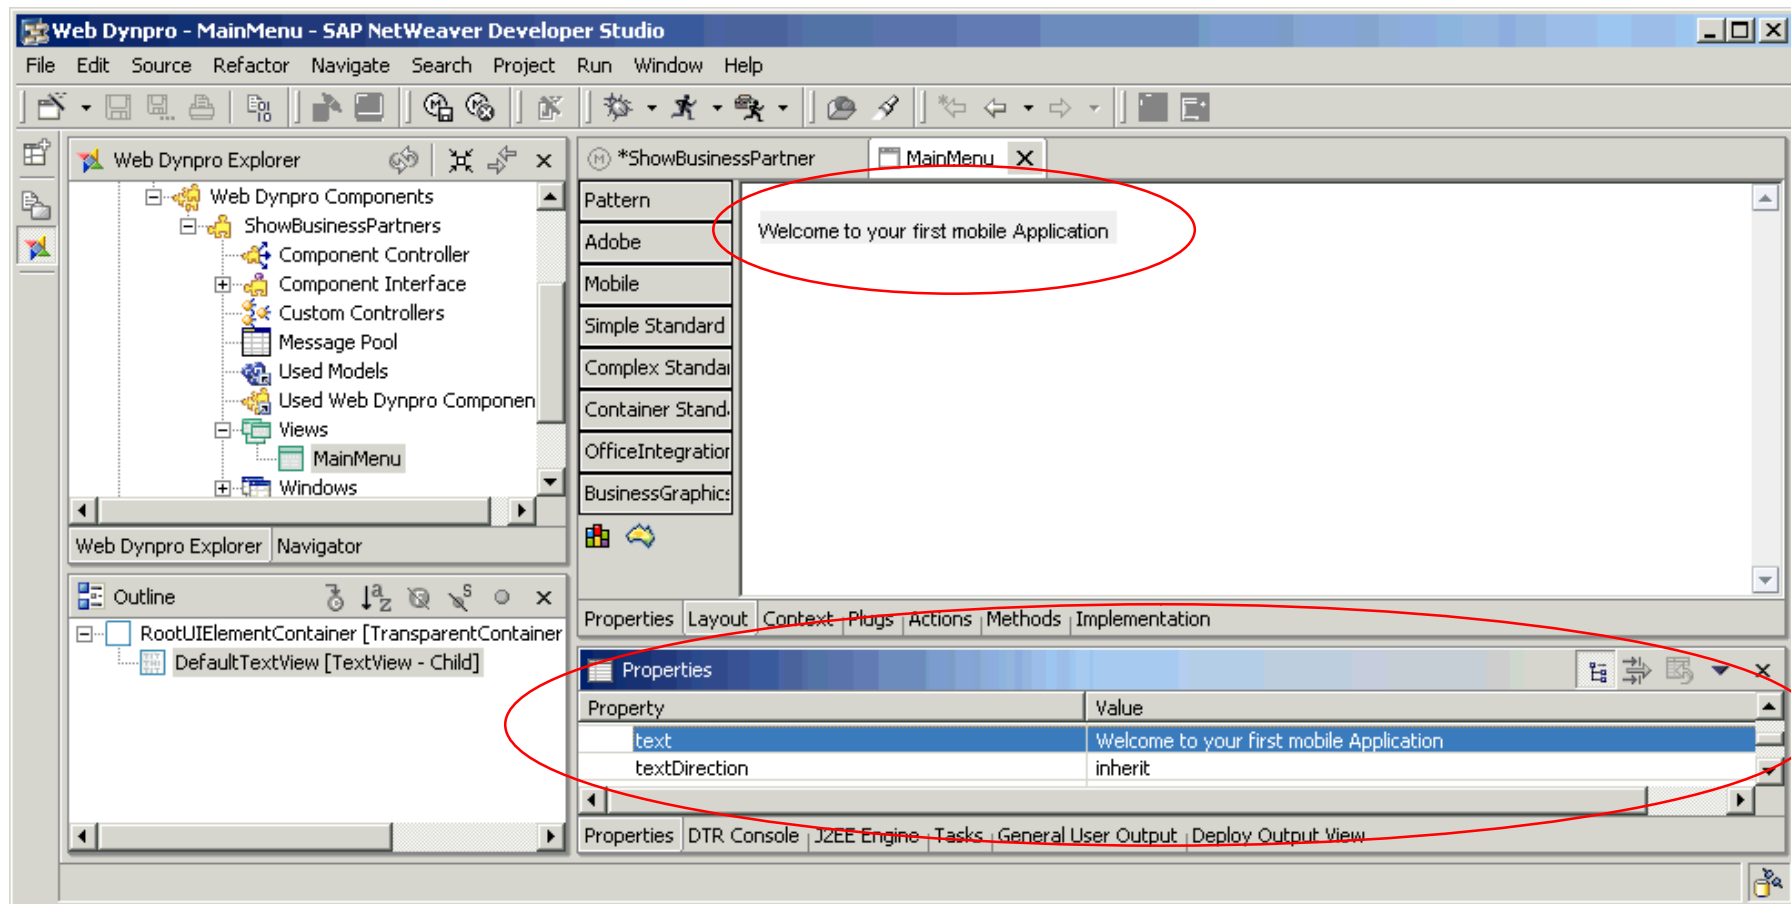 Web Dynpro - MainMenu - SAP NetWeaver Developer Studio
File Edit Source Refactor Navigate Search Project Run Window Help
Web Dynpro Explorer
Web Dynpro Components
ShowBusinessPartners
Component Controller
Component Interface
Custom Controllers
Message Pool
Used Models
Used Web Dynpro Componen
Views
MainMenu
Windows
Web Dynpro Explorer Navigator
Outline
RootUIElementContainer [TransparentContainer
DefaultTextView [TextView - Child]
*ShowBusinessPartner MainMenu
Pattern
Adobe
Mobile
Simple Standard
Complex Standar
Container Standa
OfficeIntegration
BusinessGraphics
Welcome to your first mobile Application
Properties Layout Context Plugs Actions Methods Implementation
Properties
Property Value
text Welcome to your first mobile Application
textDirection inherit
Properties DTR Console J2EE Engine Tasks General User Output Deploy Output View